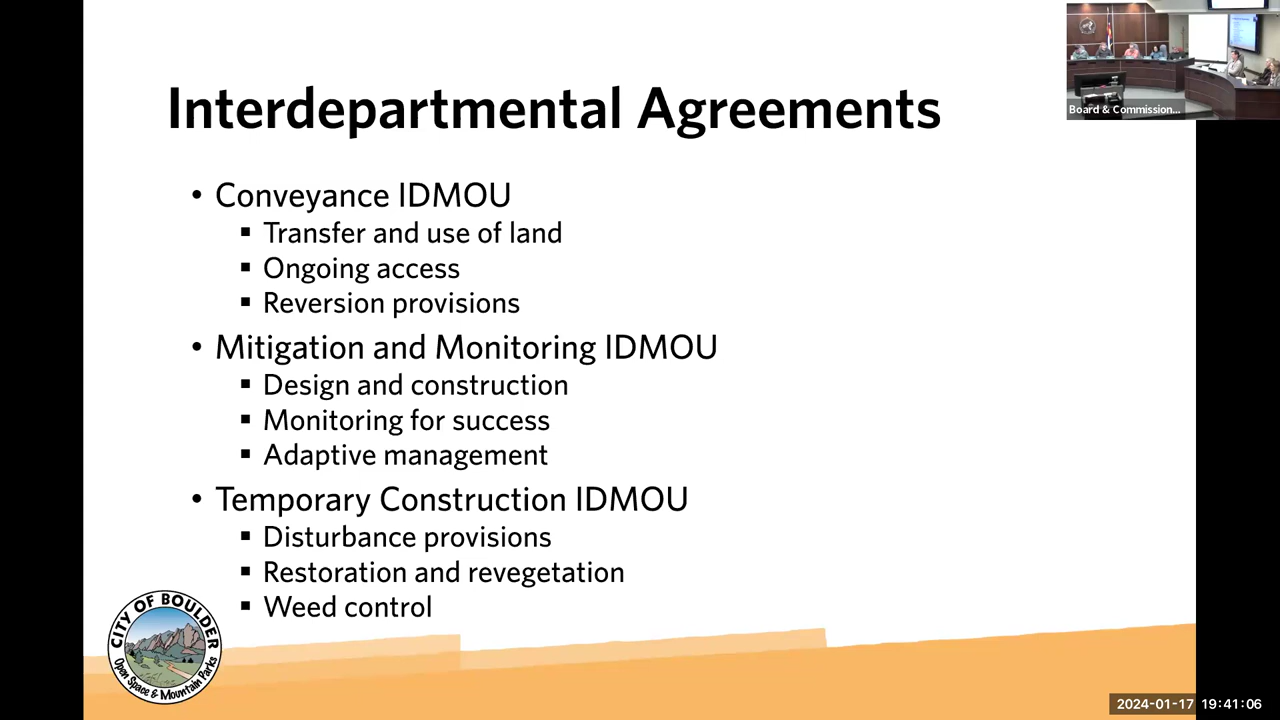 Interdepartmental Agreements
Board & Commission...
• Conveyance IDMOU
▪ Transfer and use of land
▪ Ongoing access
▪ Reversion provisions
• Mitigation and Monitoring IDMOU
▪ Design and construction
▪ Monitoring for success
▪ Adaptive management
• Temporary Construction IDMOU
▪ Disturbance provisions
▪ Restoration and revegetation
▪ Weed control
CITY OF BOULDER
Open Space & Mountain Parks
2024-01-17 19:41:06